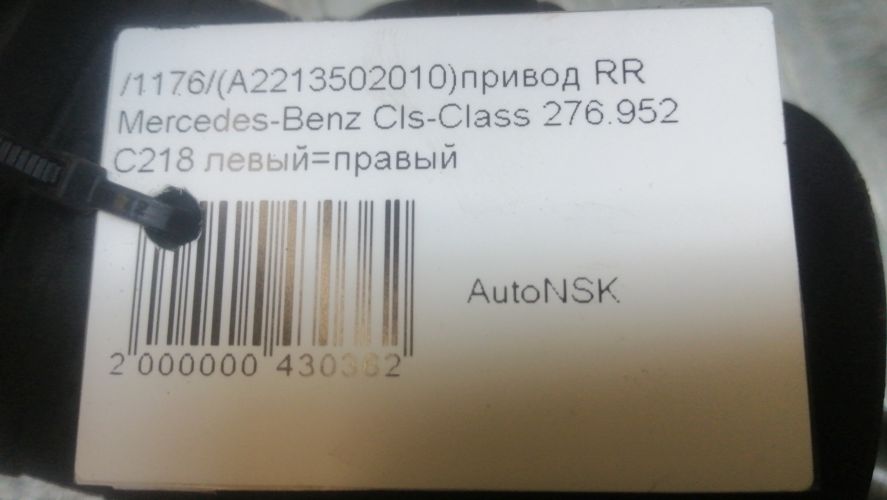 /1176/(A2213502010)привод RR
Mercedes-Benz Cls-Class 276.952
C218 левый=правый
AutoNSK
2 000000 430382